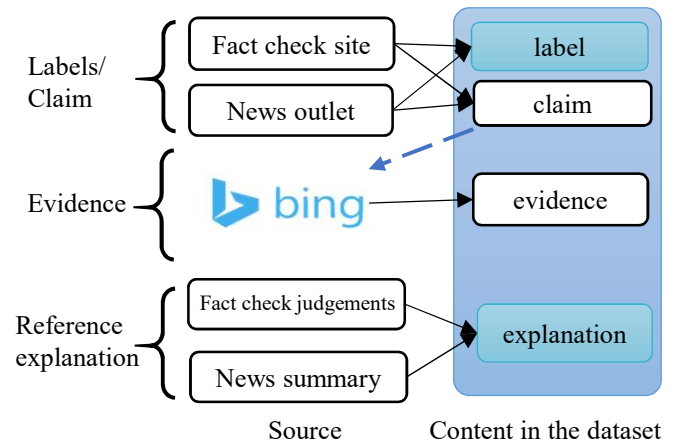 Labels/
Claim
Fact check site
News outlet
label
claim
Evidence
bing
evidence
Reference
explanation
Fact check judgements
News summary
explanation
Source
Content in the dataset